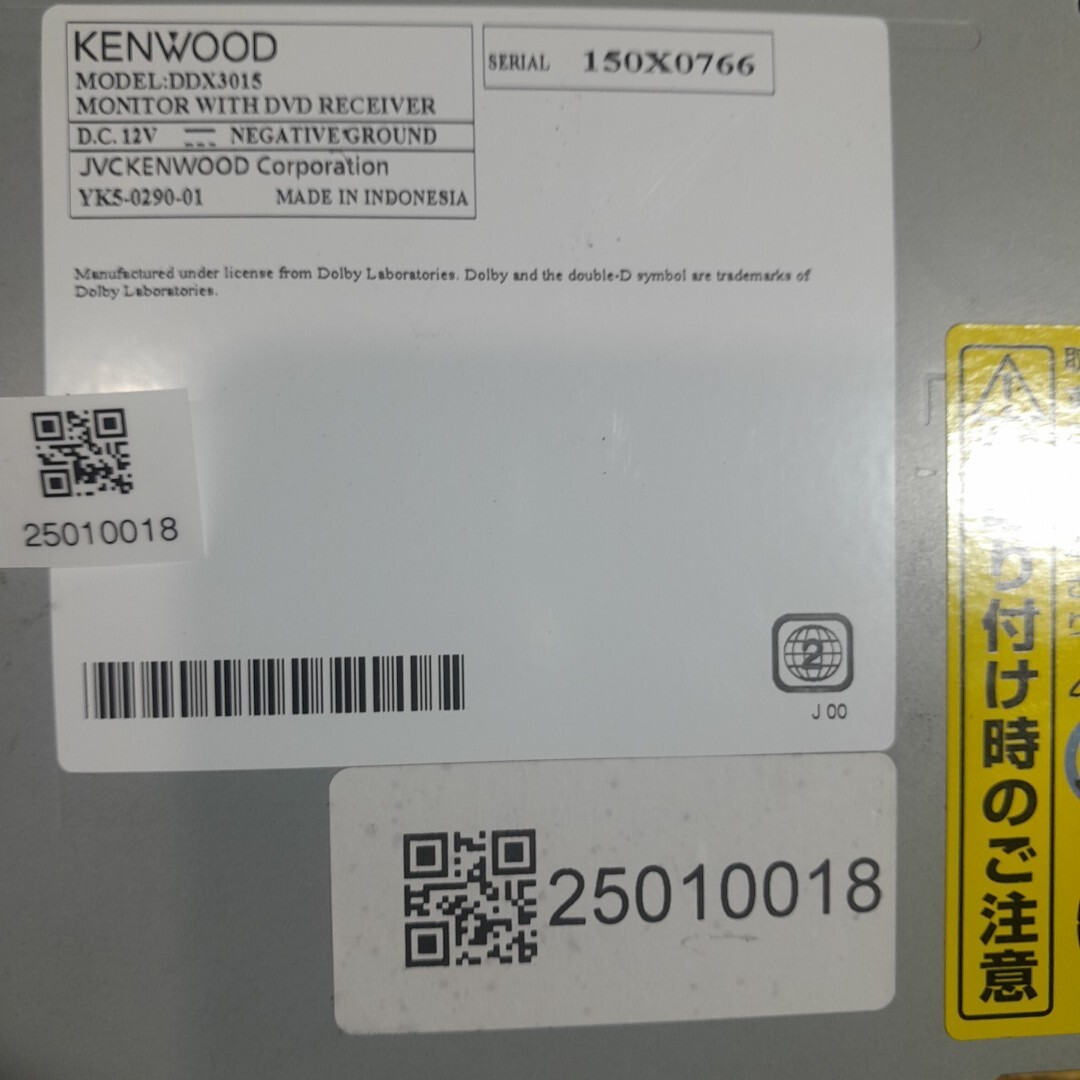 KENWOOD
MODEL:DDX3015
MONITOR WITH DVD RECEIVER
D.C. 12V NEGATIVE GROUND
JVCKENWOOD Corporation
YK5-0290-01 MADE IN INDONESIA
SERIAL 150X0766
Manufactured under license from Dolby Laboratories. Dolby and the double-D symbol are trademarks of
Dolby Laboratories.
25010018
2
J 00
25010018
り付け時のご注意